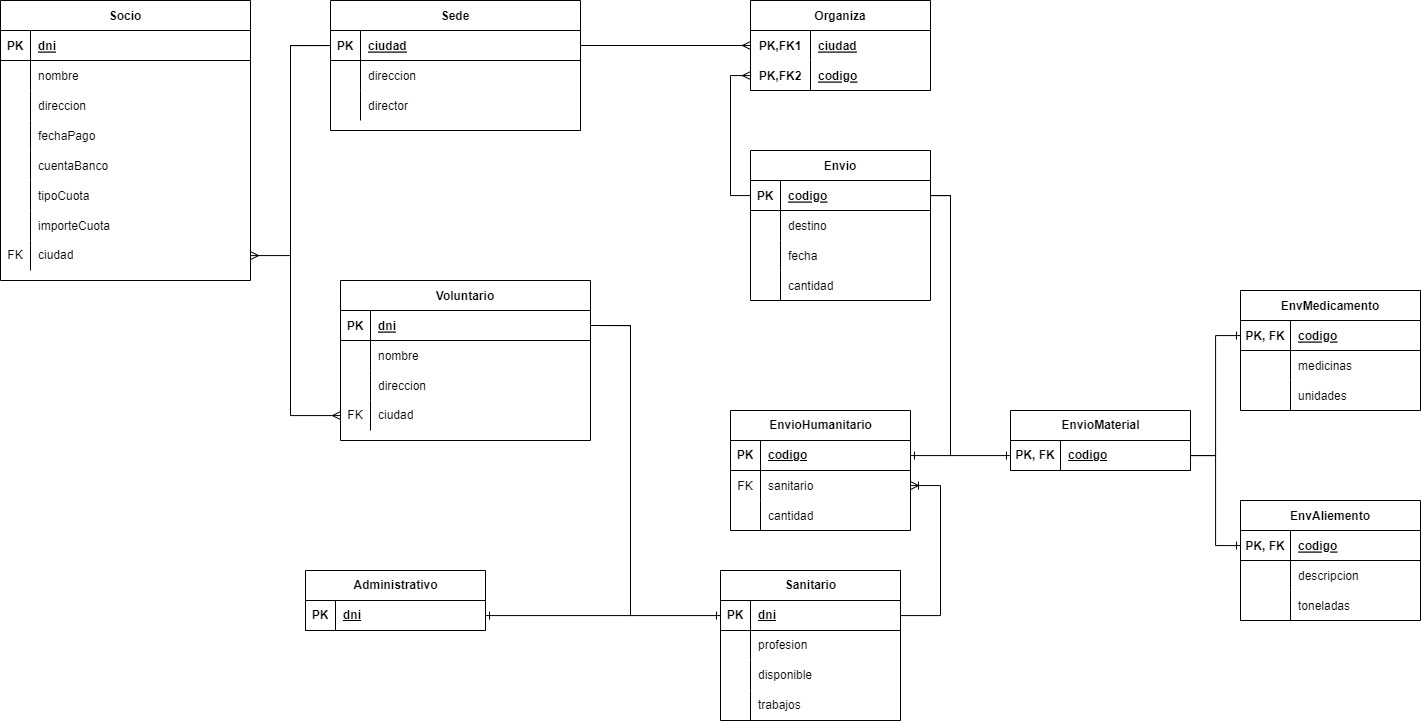 Socio
PK dni
nombre
direccion
fechaPago
cuentaBanco
tipoCuota
importeCuota
FK ciudad
Sede
PK ciudad
direccion
director
Organiza
PK,FK1 ciudad
PK,FK2 codigo
Envio
PK codigo
destino
fecha
cantidad
Voluntario
PK dni
nombre
direccion
FK ciudad
EnvioHumanitario
PK codigo
FK sanitario
cantidad
EnvioMaterial
PK, FK codigo
EnvMedicamento
PK, FK codigo
medicinas
unidades
EnvAliemento
PK, FK codigo
descripcion
toneladas
Administrativo
PK dni
Sanitario
PK dni
profesion
disponible
trabajos